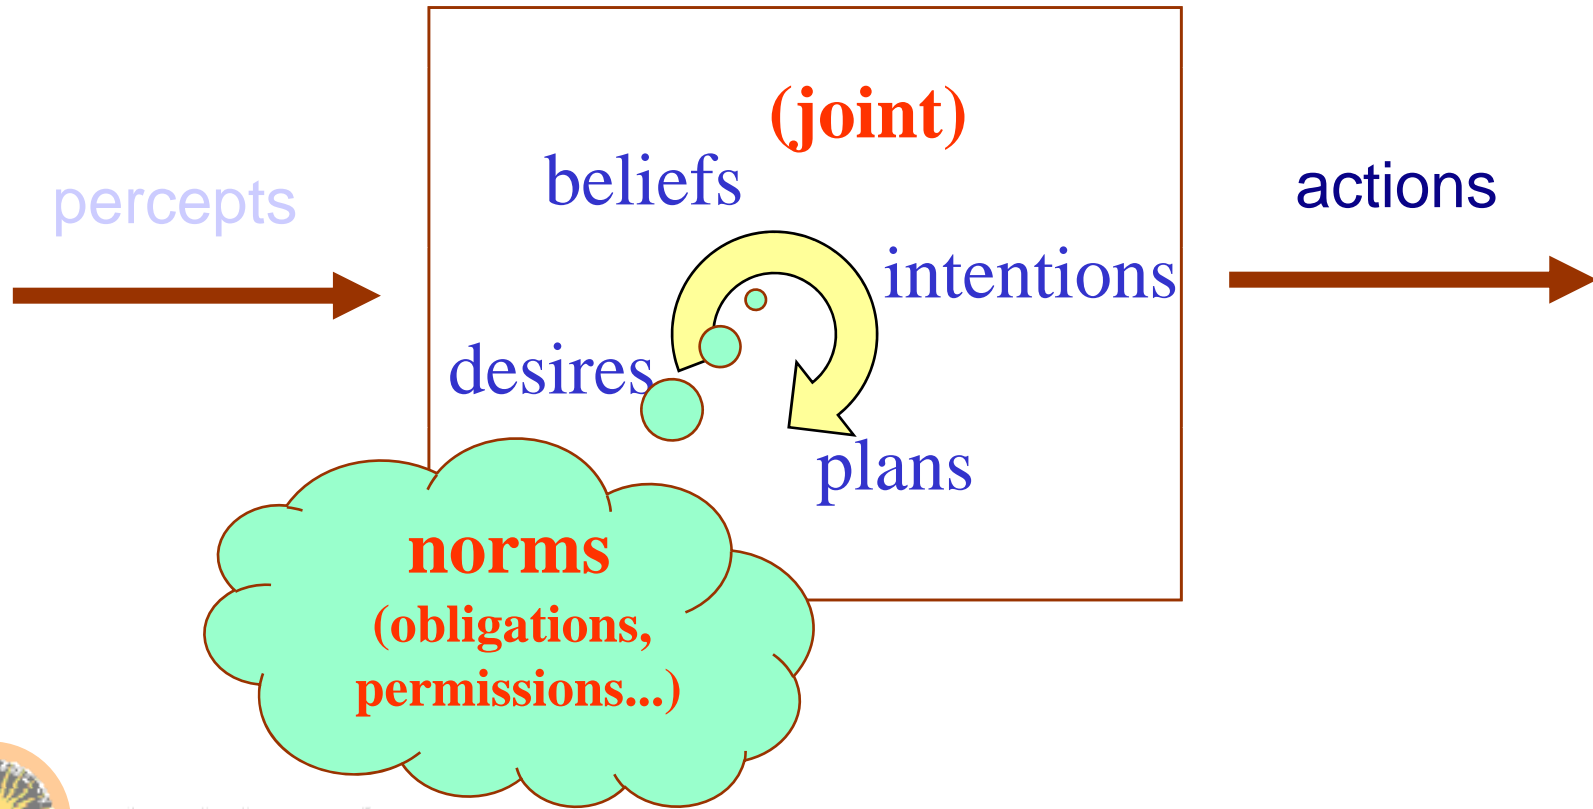 (joint)
beliefs
percepts
actions
intentions
desires
plans
norms
(obligations,
permissions...)